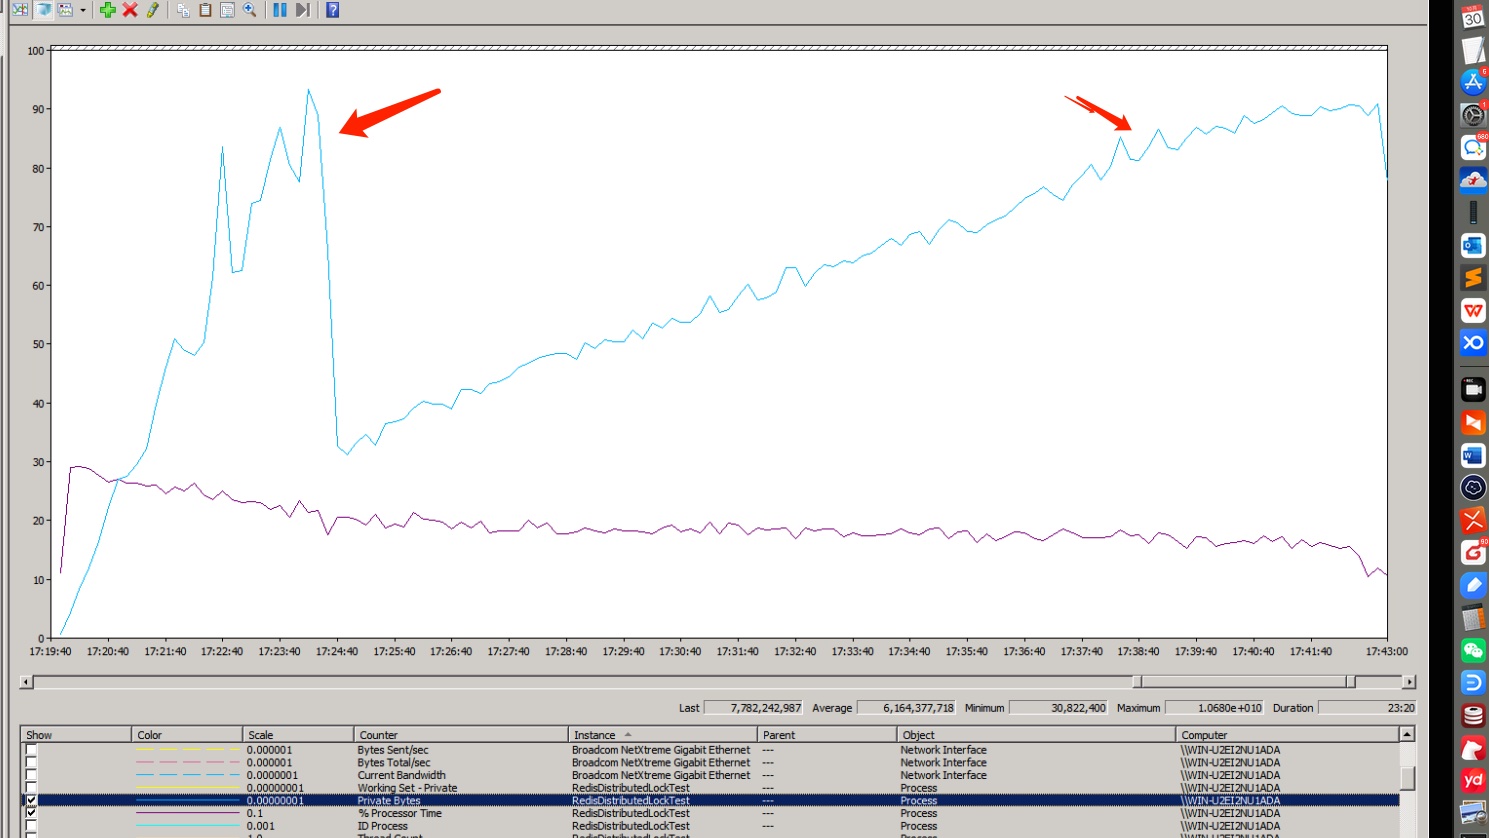 30
5
1
680
100
90
80
70
60
50
40
30
20
10
0
17:19:40 17:20:40 17:21:40 17:22:40 17:23:40 17:24:40 17:25:40 17:26:40 17:27:40 17:28:40 17:29:40 17:30:40 17:31:40 17:32:40 17:33:40 17:34:40 17:35:40 17:36:40 17:37:40 17:38:40 17:39:40 17:40:40 17:41:40 17:43:00
Last 7,782,242,987 Average 6,164,377,718 Minimum 30,822,400 Maximum 1.0680e+010 Duration 23:20
Show Color Scale Counter Instance Parent Object Computer
0.000001 Bytes Sent/sec Broadcom NetXtreme Gigabit Ethernet --- Network Interface \\WIN-U2EI2NU1ADA
0.000001 Bytes Total/sec Broadcom NetXtreme Gigabit Ethernet --- Network Interface \\WIN-U2EI2NU1ADA
0.0000001 Current Bandwidth Broadcom NetXtreme Gigabit Ethernet --- Network Interface \\WIN-U2EI2NU1ADA
0.00000001 Working Set - Private RedisDistributedLockTest --- Process \\WIN-U2EI2NU1ADA
0.00000001 Private Bytes RedisDistributedLockTest --- Process \\WIN-U2EI2NU1ADA
0.1 % Processor Time RedisDistributedLockTest --- Process \\WIN-U2EI2NU1ADA
0.001 ID Process RedisDistributedLockTest --- Process \\WIN-U2EI2NU1ADA
yd